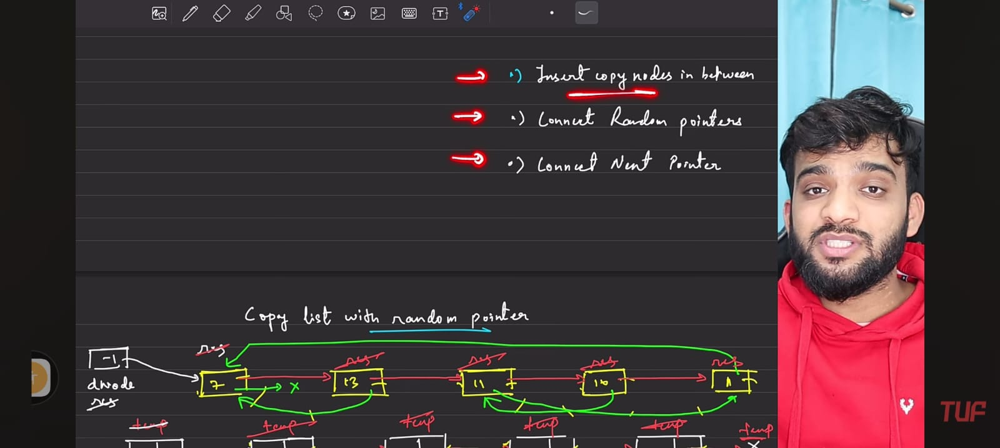 •) Insert copy nodes in between
•) Connect Random pointers
•) Connect Next Pointer
Copy list with random pointer
-1
dnode
res
res res res res res
7 X 13 11 10 1
temp temp temp temp temp temp
X
T
TUF